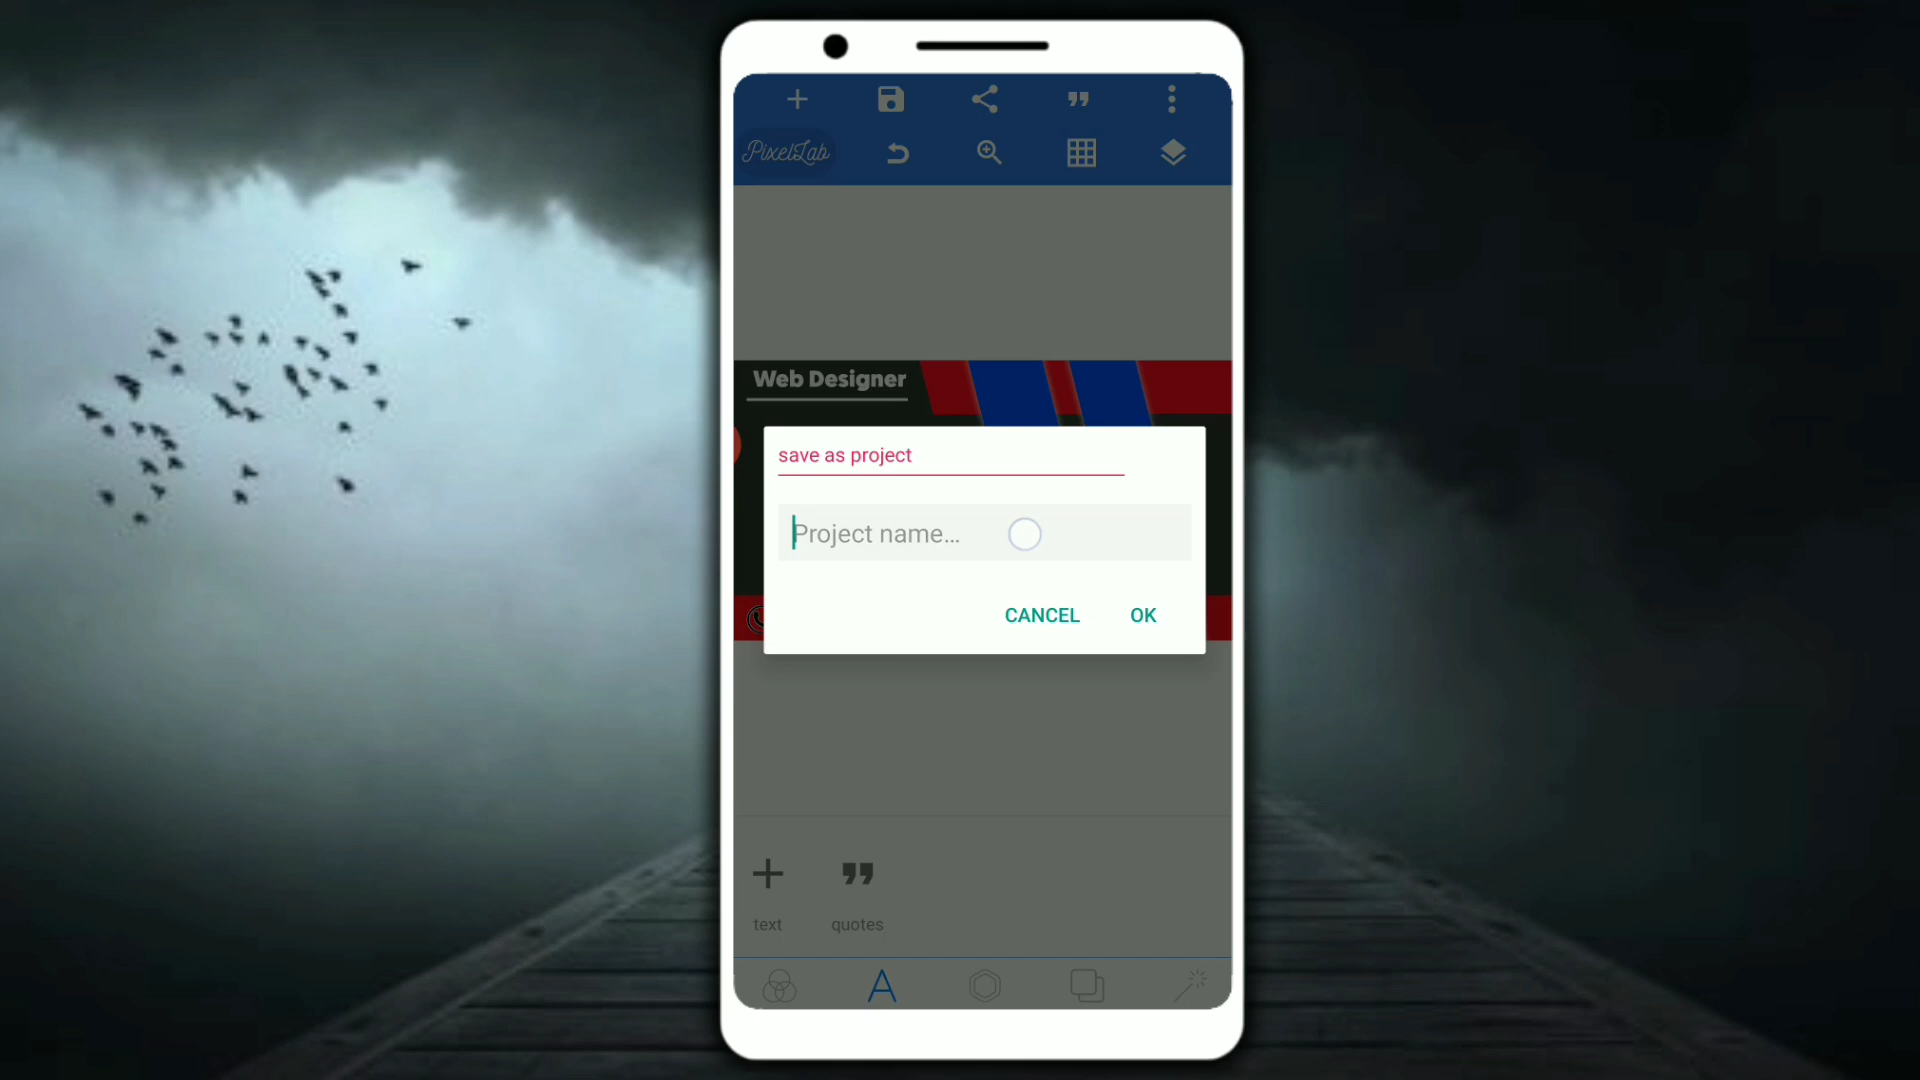 PixelLab
Web Designer
save as project
Project name...
CANCEL OK
text quotes